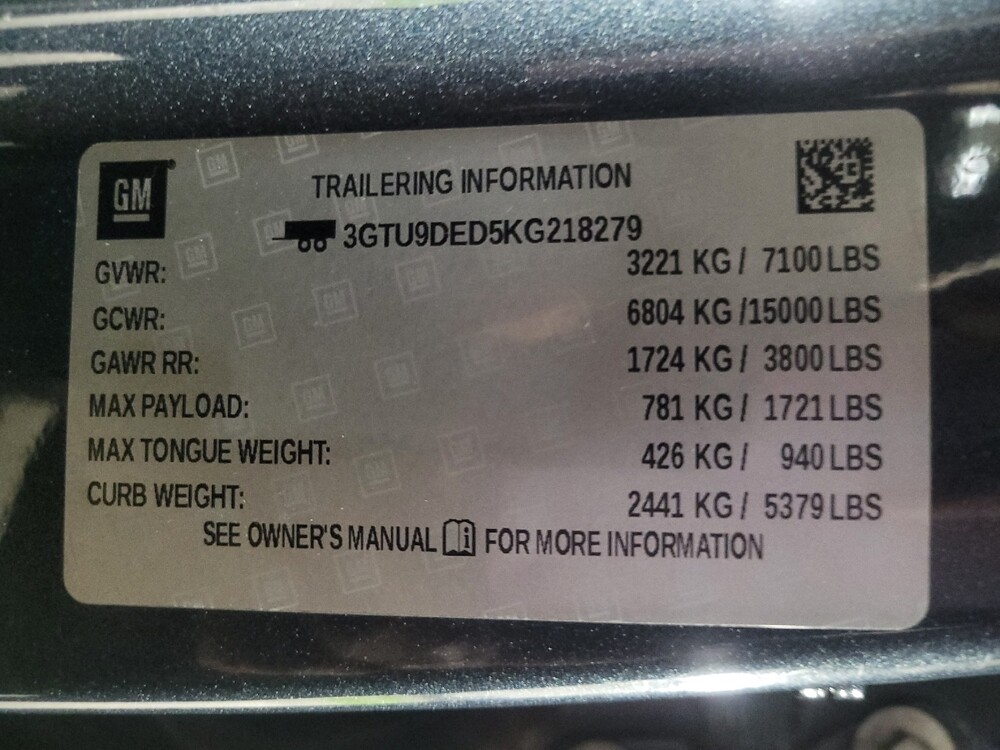 GM
TRAILERING INFORMATION
3GTU9DED5KG218279
GVWR: 3221 KG / 7100 LBS
GCWR: 6804 KG /15000 LBS
GAWR RR: 1724 KG / 3800 LBS
MAX PAYLOAD: 781 KG / 1721 LBS
MAX TONGUE WEIGHT: 426 KG / 940 LBS
CURB WEIGHT: 2441 KG / 5379 LBS
SEE OWNER'S MANUAL FOR MORE INFORMATION